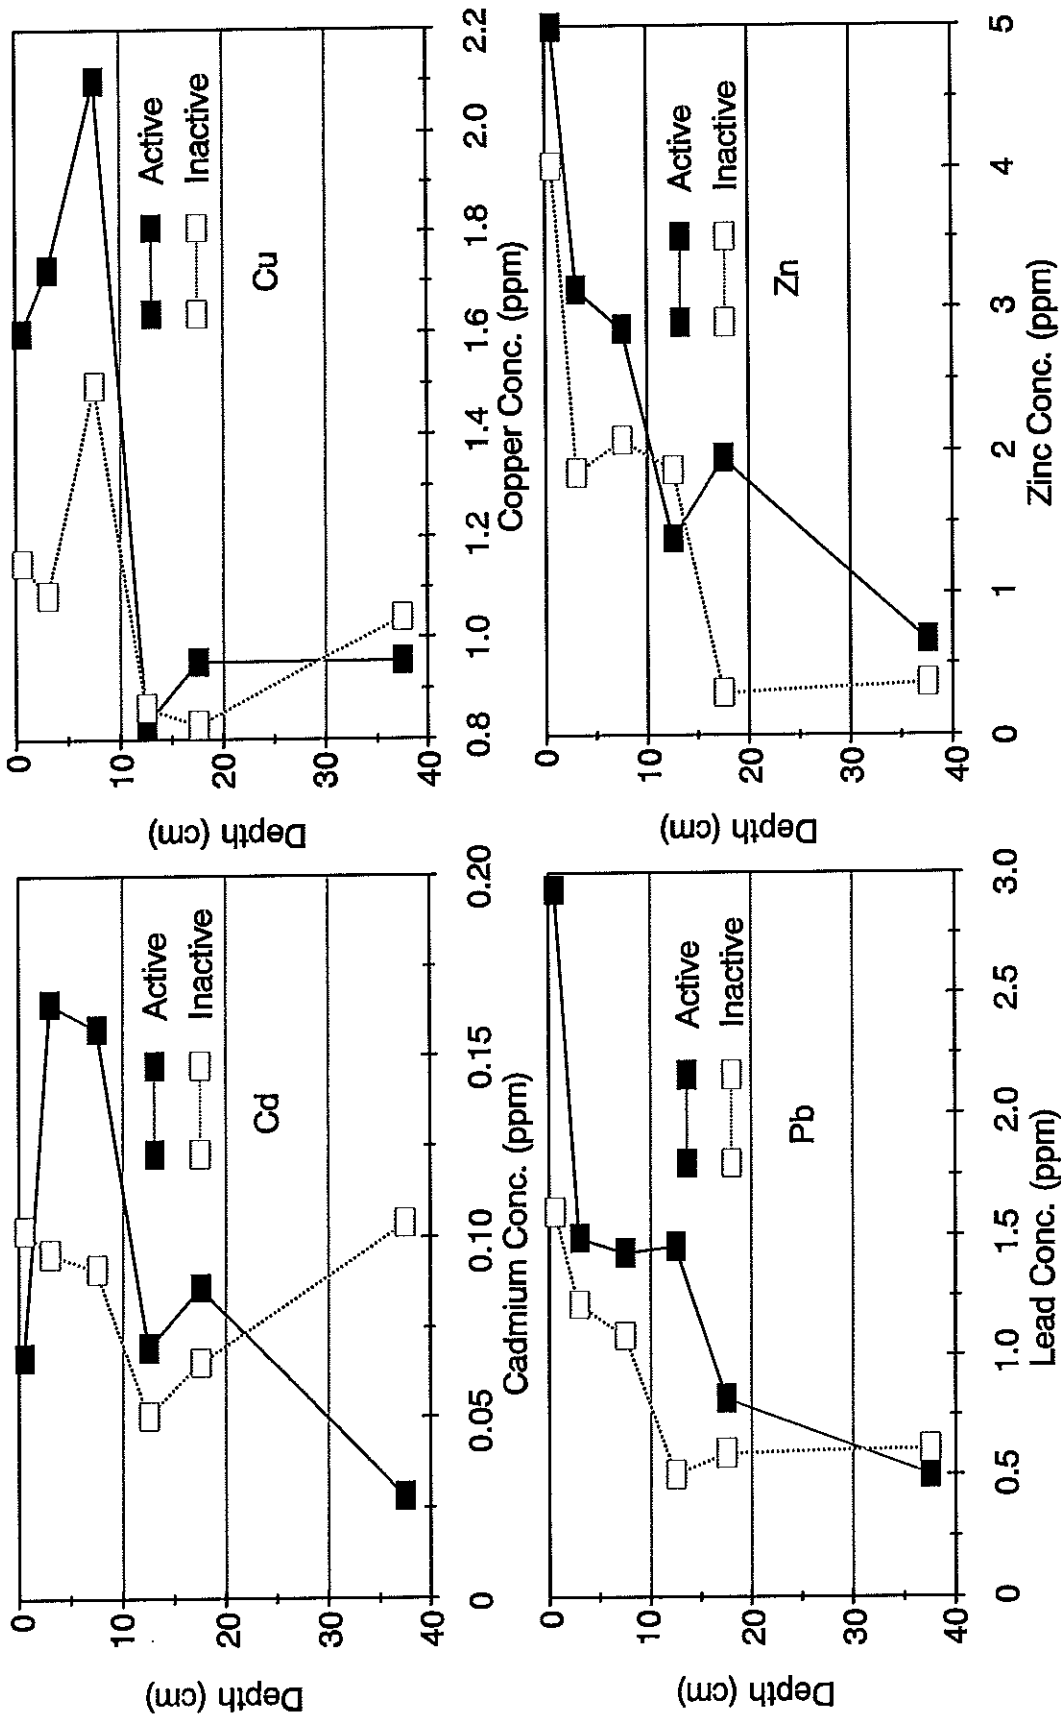 Depth (cm)
0
10
20
30
40
Active
Inactive
Cd
0 0.05 0.10 0.15 0.20
Cadmium Conc. (ppm)
Depth (cm)
0
10
20
30
40
Active
Inactive
Cu
0.8 1.0 1.2 1.4 1.6 1.8 2.0 2.2
Copper Conc. (ppm)
Depth (cm)
0
10
20
30
40
Active
Inactive
Pb
0 0.5 1.0 1.5 2.0 2.5 3.0
Lead Conc. (ppm)
Depth (cm)
0
10
20
30
40
Active
Inactive
Zn
0 1 2 3 4 5
Zinc Conc. (ppm)